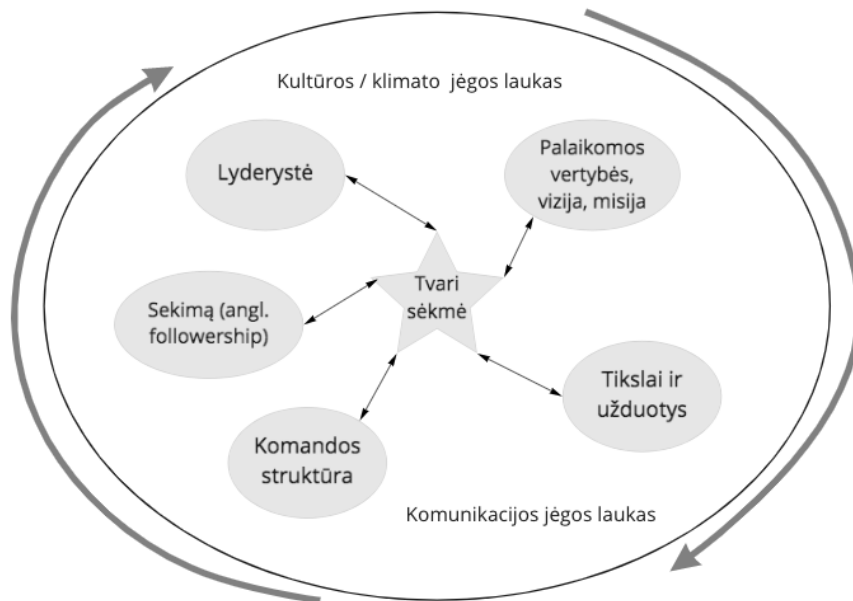 Kultūros / klimato jėgos laukas
Lyderystė
Palaikomos
vertybės,
vizija, misija
Tvari
sėkmė
Sekimą (angl.
followership)
Tikslai ir
užduotys
Komandos
struktūra
Komunikacijos jėgos laukas